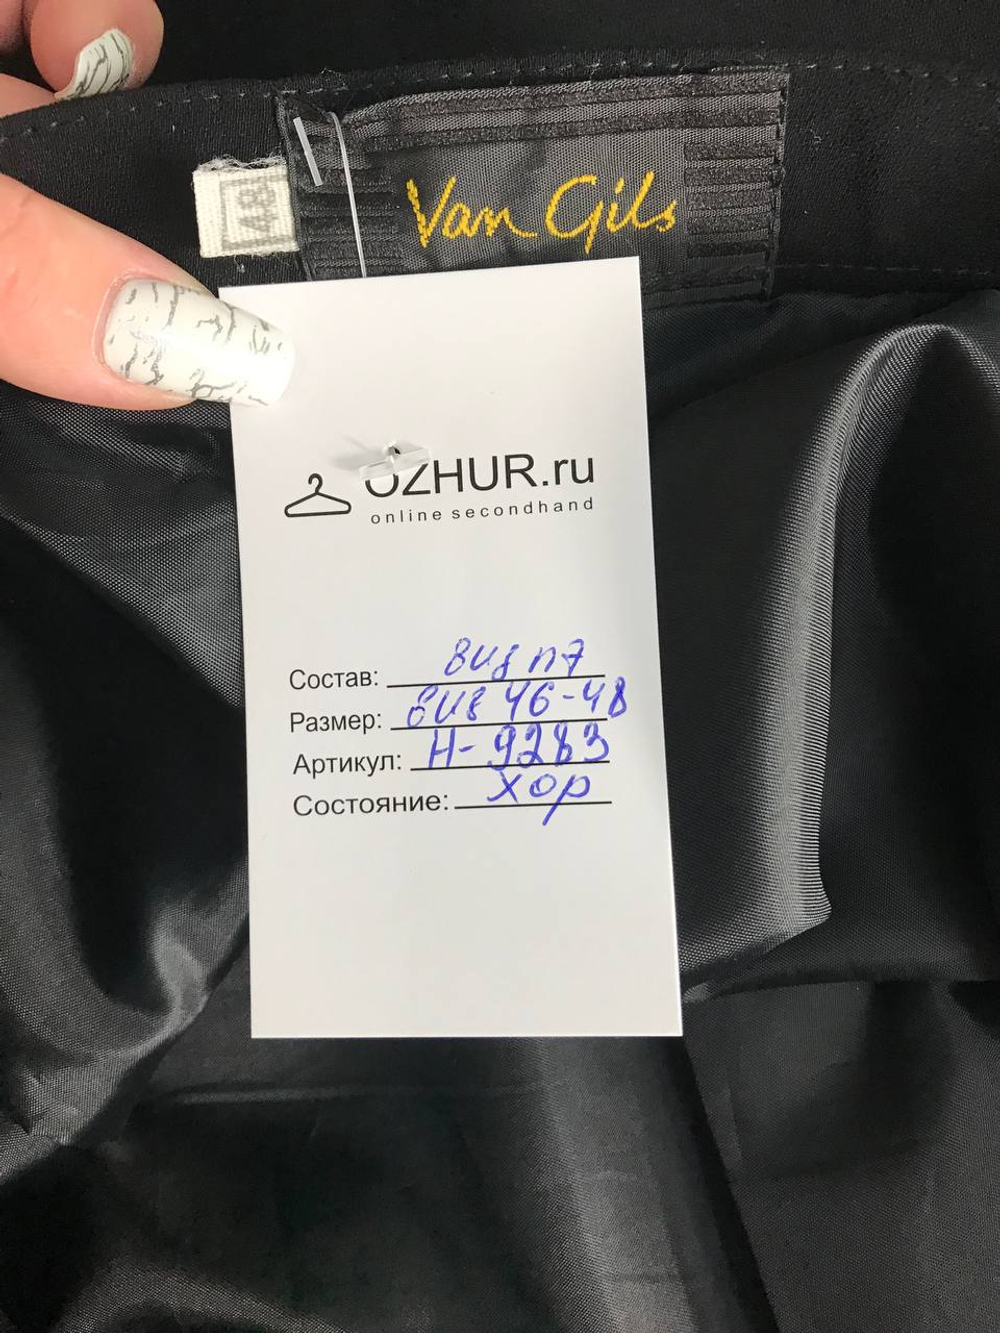 48
Van Gils
OZHUR.ru
online secondhand
Состав:
Размер: 46-48
Артикул: Н-9283
Состояние: хор